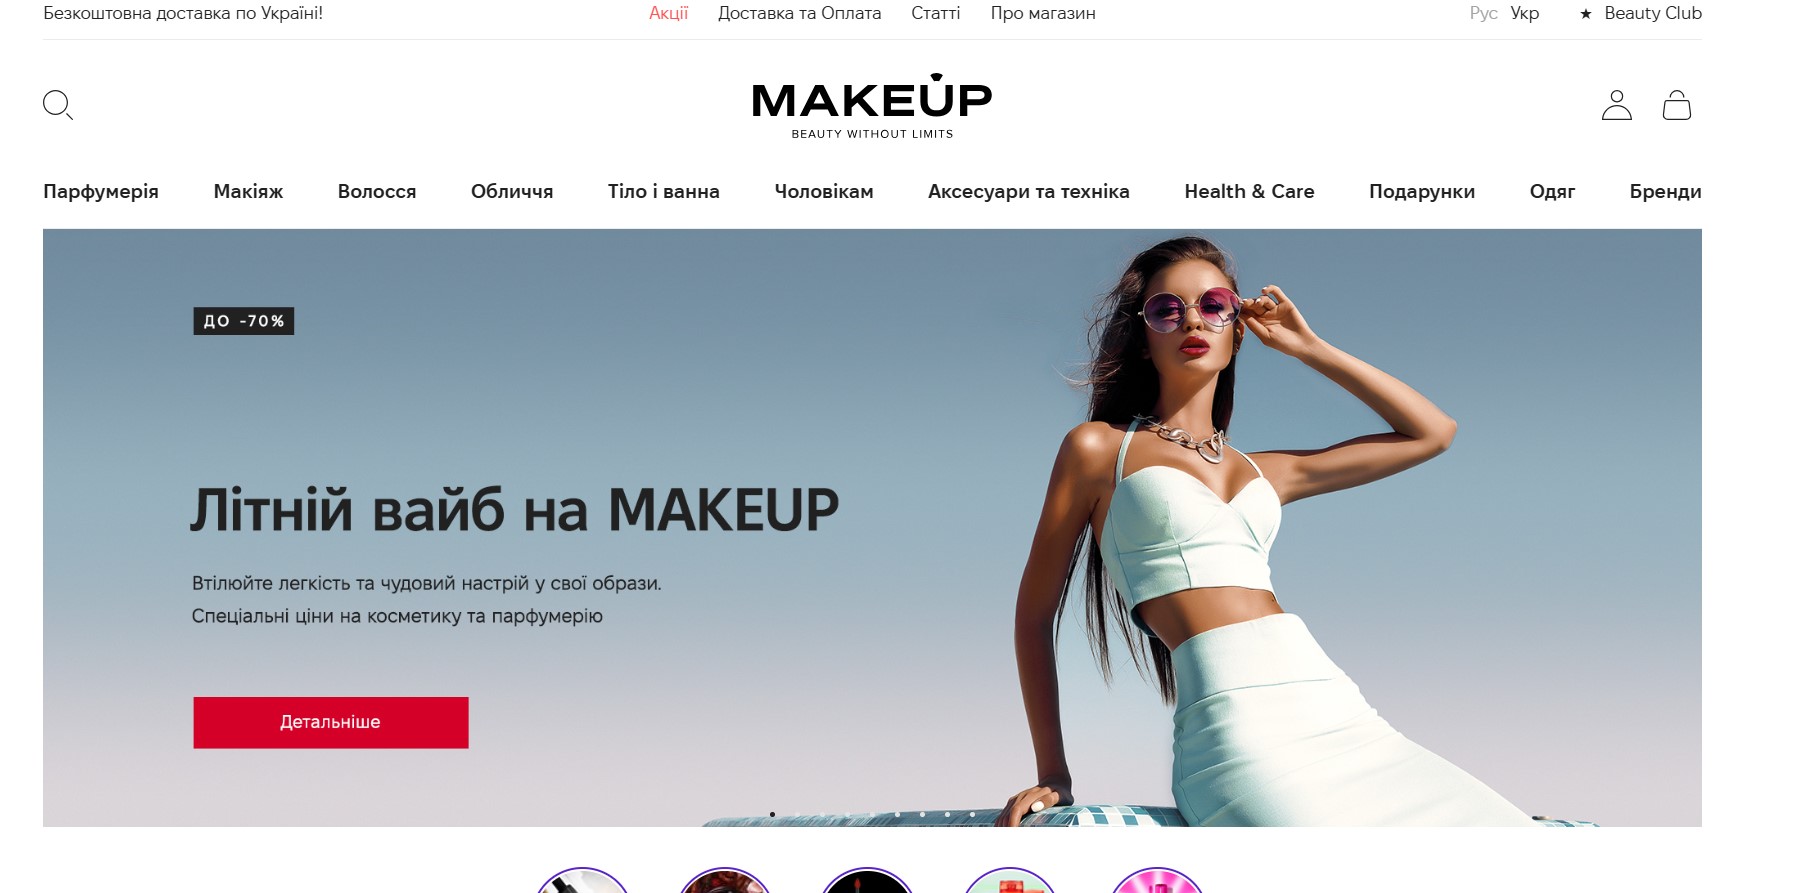 Безкоштовна доставка по Україні!
Акції Доставка та Оплата Статті Про магазин
Рус Укр ★ Beauty Club
MAKEUP
BEAUTY WITHOUT LIMITS
Парфумерія Макіяж Волосся Обличчя Тіло і ванна Чоловікам Аксесуари та техніка Health & Care Подарунки Одяг Бренди
ДО -70%
Літній вайб на MAKEUP
Втілюйте легкість та чудовий настрій у свої образи.
Спеціальні ціни на косметику та парфумерію
Детальніше